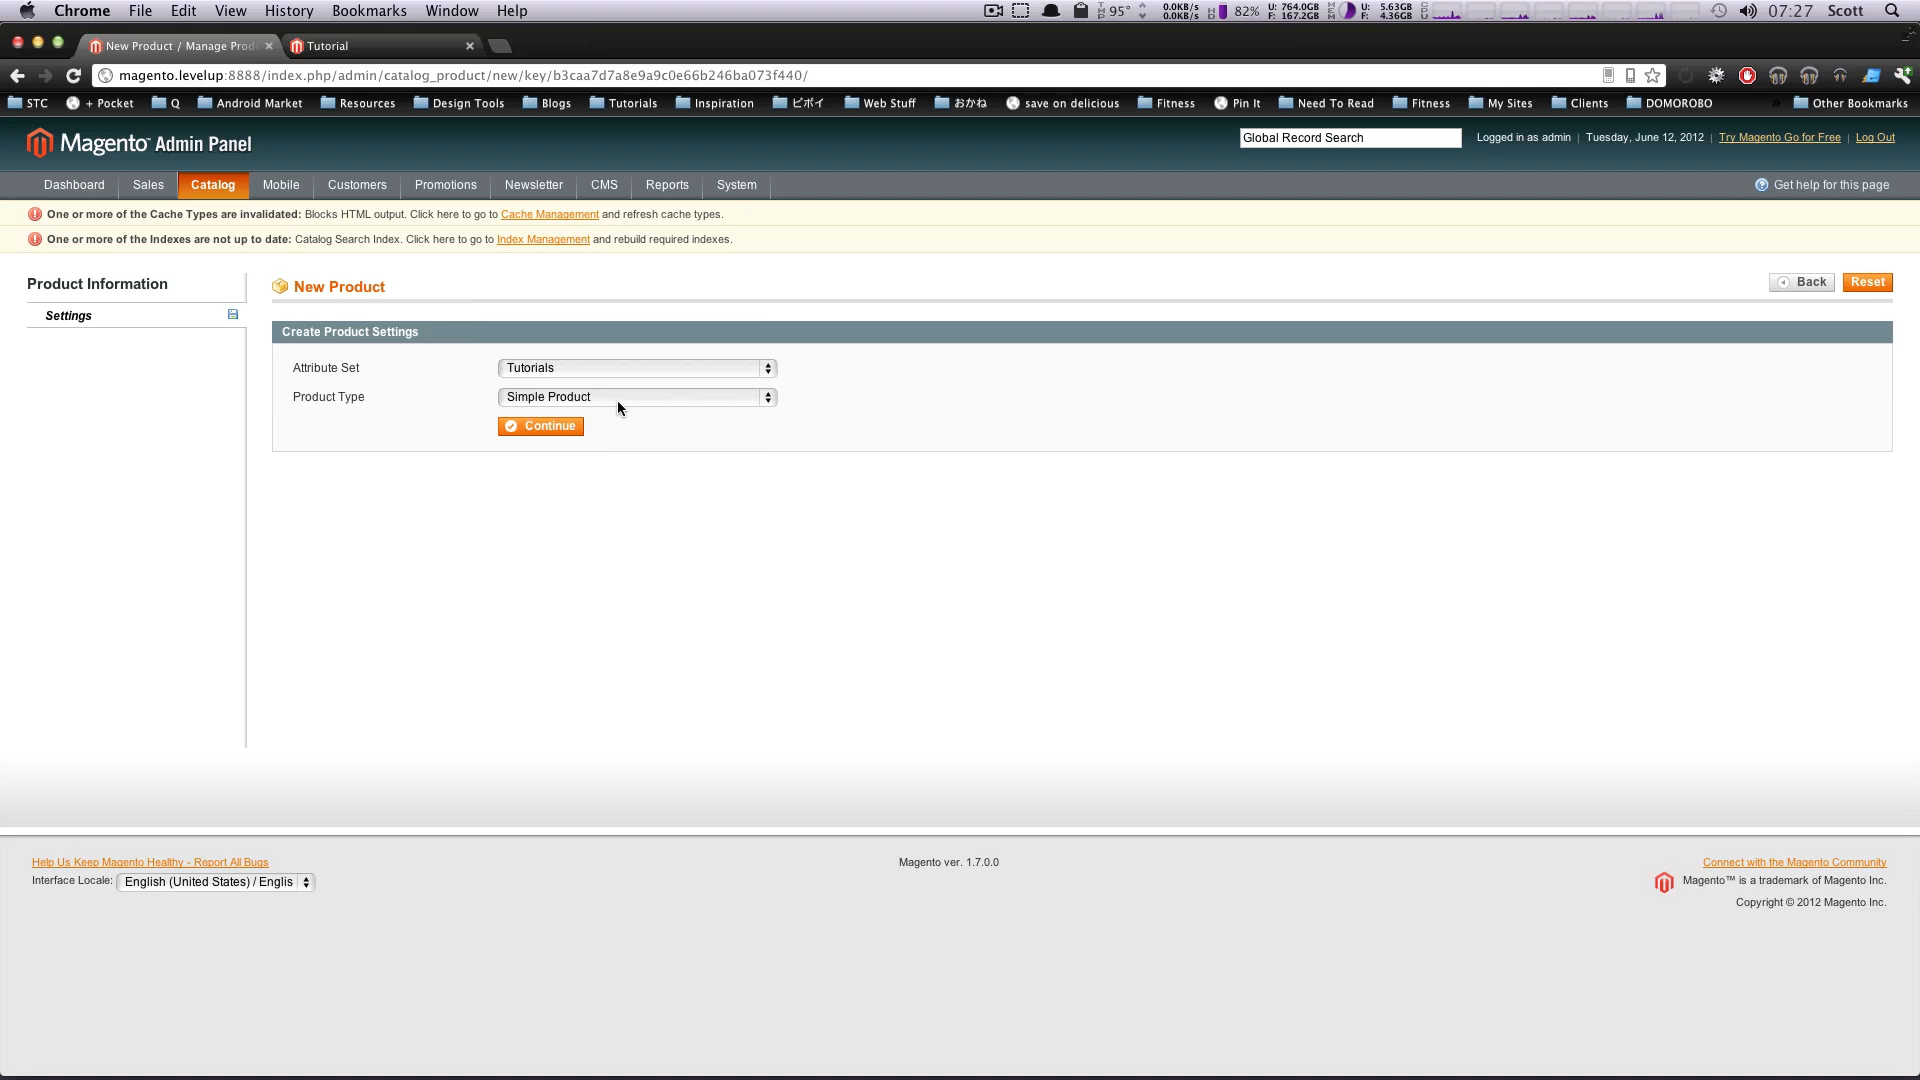 Chrome File Edit View History Bookmarks Window Help 95° 0.0KB/s 0.0KB/s 82% U: 764.0GB F: 167.2GB U: 5.63GB F: 4.36GB 07:27 Scott
New Product / Manage Prod Tutorial
magento.levelup:8888/index.php/admin/catalog_product/new/key/b3caa7d7a8e9a9c0e66b246ba073f440/
STC + Pocket Q Android Market Resources Design Tools Blogs Tutorials Inspiration ビボイ Web Stuff おかね save on delicious Fitness Pin It Need To Read Fitness My Sites Clients DOMOROBO » Other Bookmarks
Magento™ Admin Panel Global Record Search Logged in as admin | Tuesday, June 12, 2012 | Try Magento Go for Free | Log Out
Dashboard Sales Catalog Mobile Customers Promotions Newsletter CMS Reports System Get help for this page
One or more of the Cache Types are invalidated: Blocks HTML output. Click here to go to Cache Management and refresh cache types.
One or more of the Indexes are not up to date: Catalog Search Index. Click here to go to Index Management and rebuild required indexes.
Product Information
Settings
New Product Back Reset
Create Product Settings
Attribute Set Tutorials
Product Type Simple Product
Continue
Help Us Keep Magento Healthy - Report All Bugs Magento ver. 1.7.0.0 Connect with the Magento Community
Interface Locale: English (United States) / Englis Magento™ is a trademark of Magento Inc.
Copyright © 2012 Magento Inc.